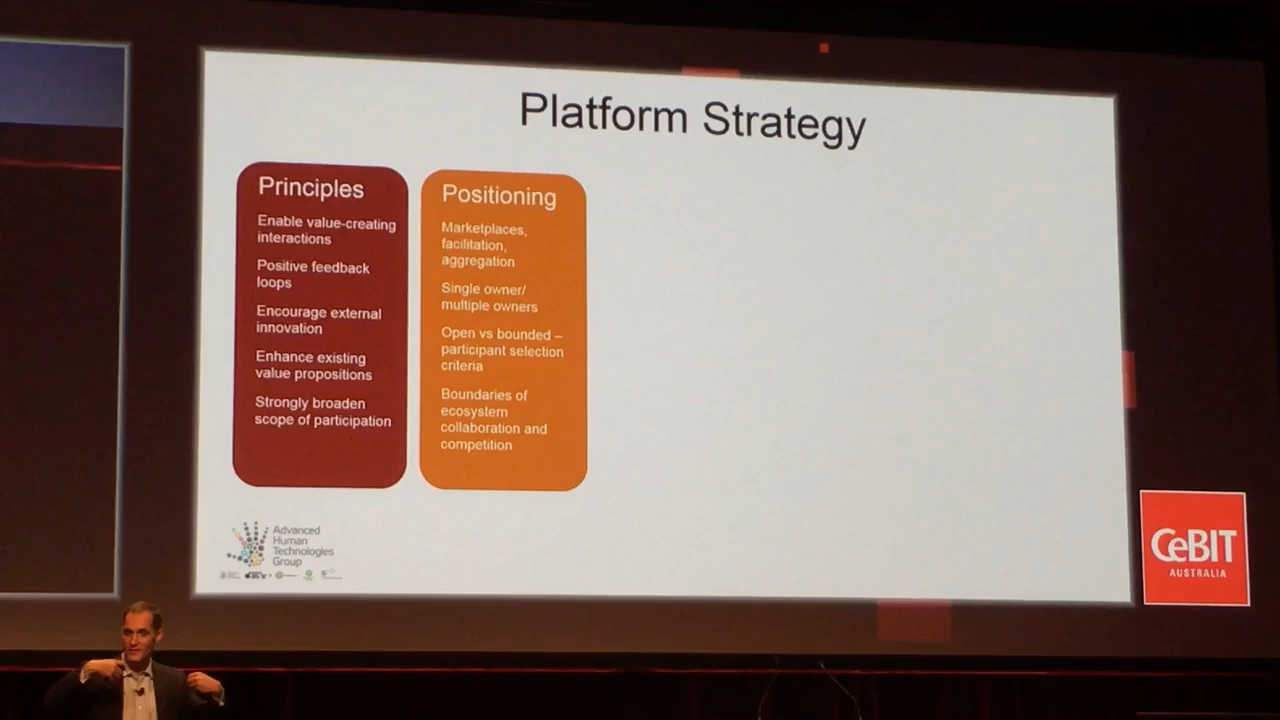 Platform Strategy
Principles
Enable value-creating
interactions
Positive feedback
loops
Encourage external
innovation
Enhance existing
value propositions
Strongly broaden
scope of participation
Positioning
Marketplaces,
facilitation,
aggregation
Single owner/
multiple owners
Open vs bounded –
participant selection
criteria
Boundaries of
ecosystem
collaboration and
competition
Advanced
Human
Technologies
Group
CeBIT
AUSTRALIA